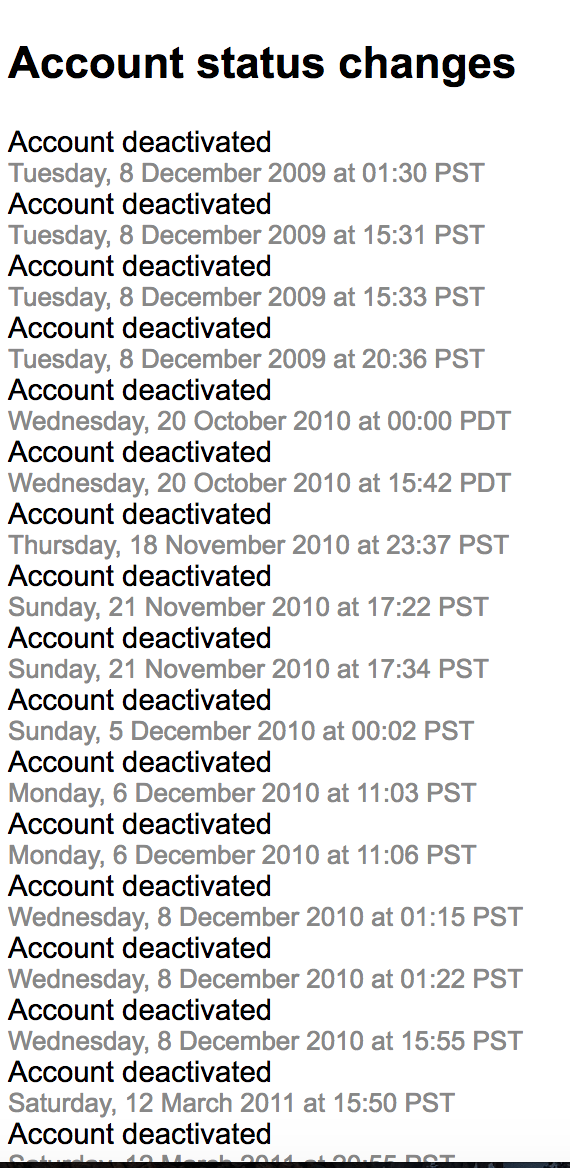 Account status changes
Account deactivated
Tuesday, 8 December 2009 at 01:30 PST
Account deactivated
Tuesday, 8 December 2009 at 15:31 PST
Account deactivated
Tuesday, 8 December 2009 at 15:33 PST
Account deactivated
Tuesday, 8 December 2009 at 20:36 PST
Account deactivated
Wednesday, 20 October 2010 at 00:00 PDT
Account deactivated
Wednesday, 20 October 2010 at 15:42 PDT
Account deactivated
Thursday, 18 November 2010 at 23:37 PST
Account deactivated
Sunday, 21 November 2010 at 17:22 PST
Account deactivated
Sunday, 21 November 2010 at 17:34 PST
Account deactivated
Sunday, 5 December 2010 at 00:02 PST
Account deactivated
Monday, 6 December 2010 at 11:03 PST
Account deactivated
Monday, 6 December 2010 at 11:06 PST
Account deactivated
Wednesday, 8 December 2010 at 01:15 PST
Account deactivated
Wednesday, 8 December 2010 at 01:22 PST
Account deactivated
Wednesday, 8 December 2010 at 15:55 PST
Account deactivated
Saturday, 12 March 2011 at 15:50 PST
Account deactivated
Saturday, 12 March 2011 at